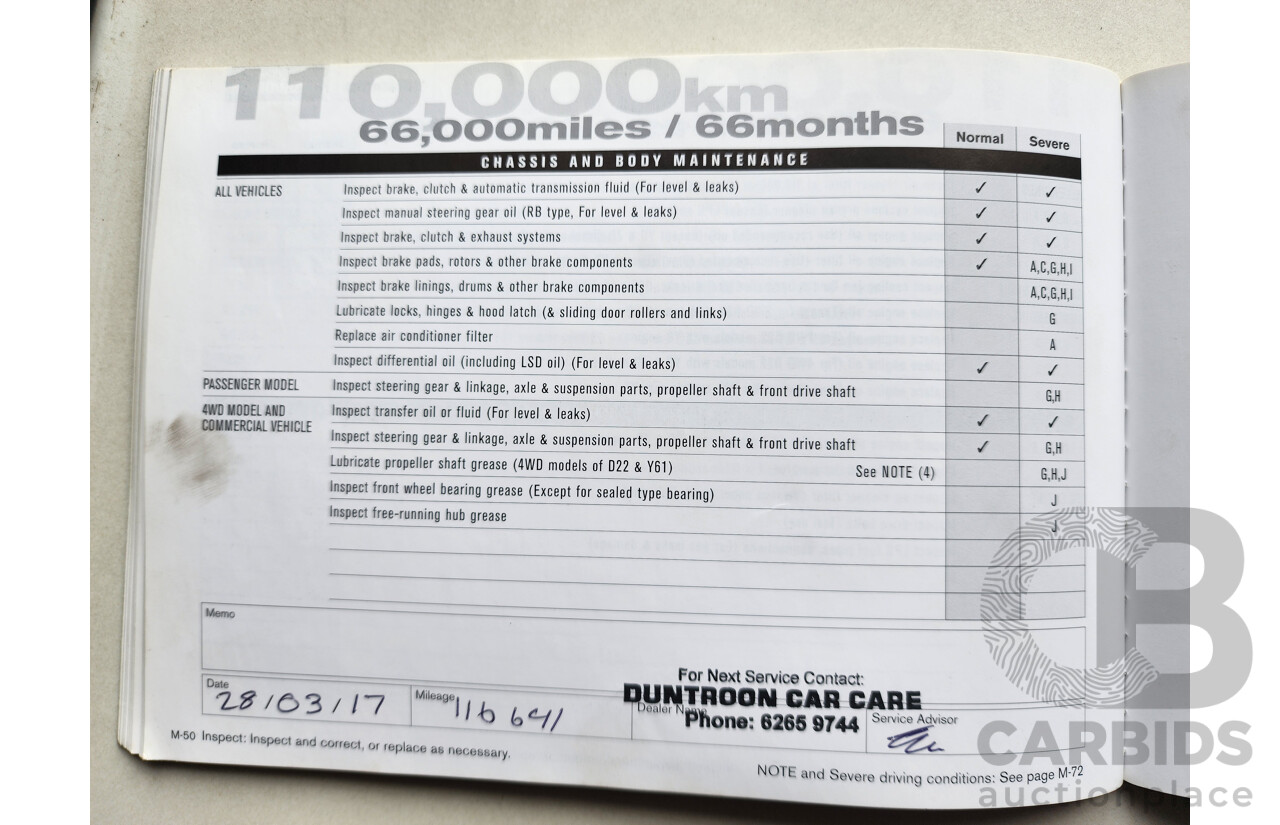 110,000km
66,000miles / 66months
Normal Severe
CHASSIS AND BODY MAINTENANCE
ALL VEHICLES Inspect brake, clutch & automatic transmission fluid (For level & leaks) ✓ ✓
Inspect manual steering gear oil (RB type, For level & leaks) ✓ ✓
Inspect brake, clutch & exhaust systems ✓ ✓
Inspect brake pads, rotors & other brake components ✓ A,C,G,H,I
Inspect brake linings, drums & other brake components A,C,G,H,I
Lubricate locks, hinges & hood latch (& sliding door rollers and links) G
Replace air conditioner filter A
Inspect differential oil (including LSD oil) (For level & leaks) ✓ ✓
PASSENGER MODEL Inspect steering gear & linkage, axle & suspension parts, propeller shaft & front drive shaft G,H
4WD MODEL AND Inspect transfer oil or fluid (For level & leaks) ✓ ✓
COMMERCIAL VEHICLE Inspect steering gear & linkage, axle & suspension parts, propeller shaft & front drive shaft ✓ G,H
Lubricate propeller shaft grease (4WD models of D22 & Y61) See NOTE (4) G,H,J
Inspect front wheel bearing grease (Except for sealed type bearing) J
Inspect free-running hub grease J
Memo
For Next Service Contact:
DUNTROON CAR CARE
Phone: 6265 9744
Date 28/03/17 Mileage 116 641 Dealer Name Service Advisor
M-50 Inspect: Inspect and correct, or replace as necessary.
NOTE and Severe driving conditions: See page M-72
CB
CARBIDS
auctionplace